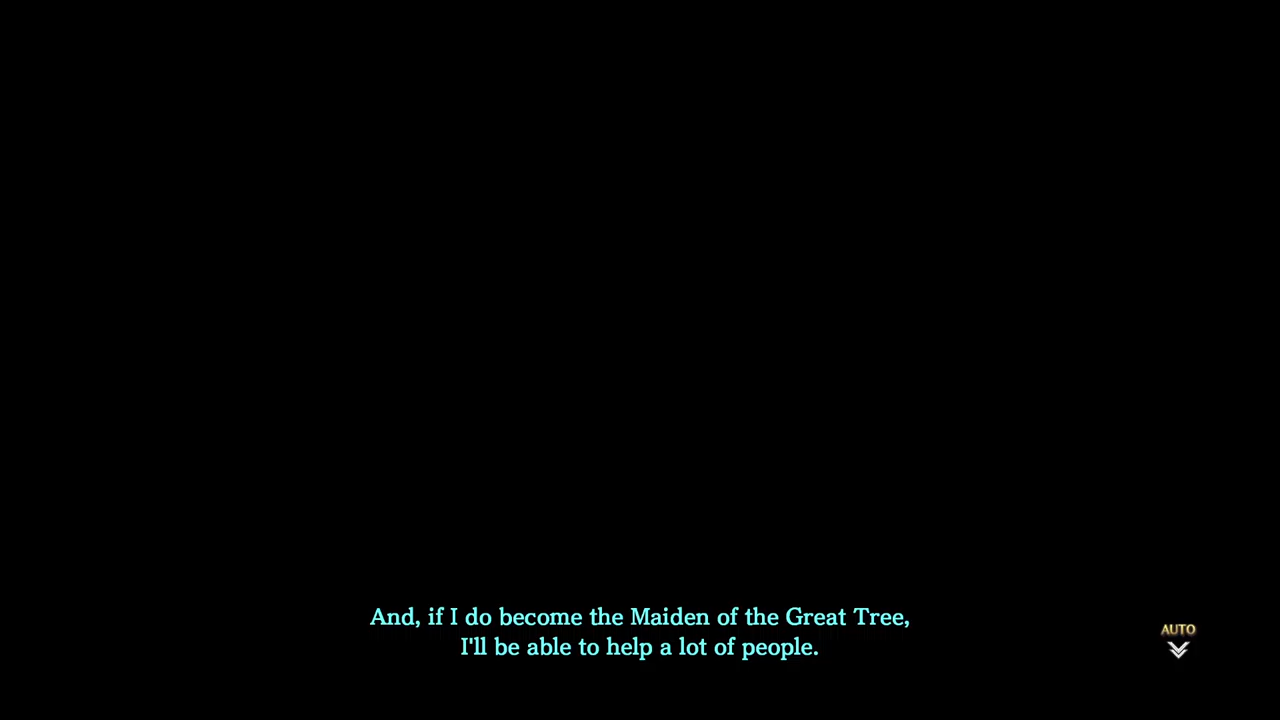 And, if I do become the Maiden of the Great Tree,
I'll be able to help a lot of people.
AUTO